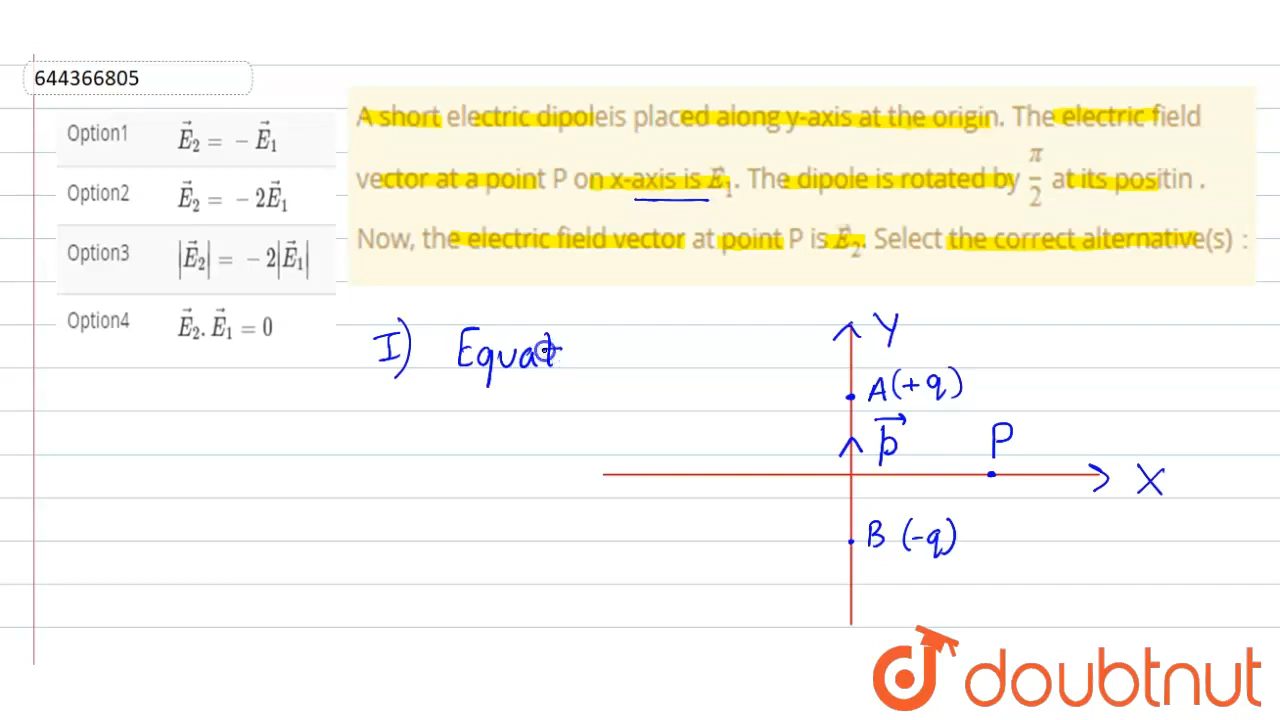 644366805
Option1 $\vec{E}_2 = -\vec{E}_1$
Option2 $\vec{E}_2 = -2\vec{E}_1$
Option3 $|\vec{E}_2| = -2|\vec{E}_1|$
Option4 $\vec{E}_2.\vec{E}_1 = 0$
A short electric dipoleis placed along y-axis at the origin. The electric field
vector at a point P on x-axis is $\vec{E}_1$. The dipole is rotated by $\frac{\pi}{2}$ at its positin .
Now, the electric field vector at point P is $\vec{E}_2$. Select the correct alternative(s) :
I) Equat
Y
A(+q)
$\vec{p}$
P
X
B (-q)
doubtnut